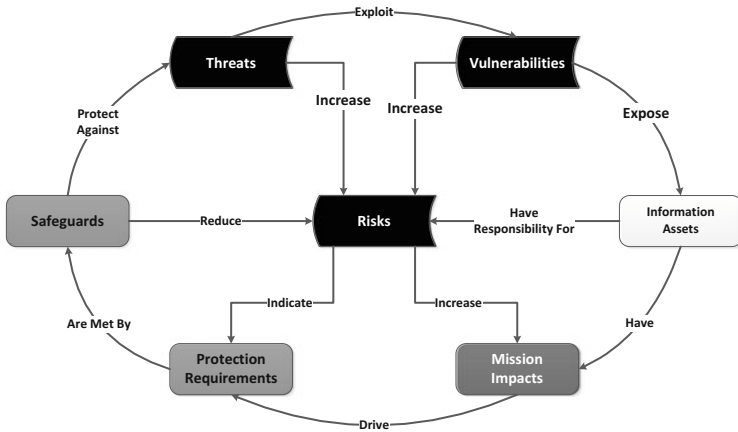 Exploit
Threats
Vulnerabilities
Increase
Increase
Expose
Protect
Against
Safeguards
Reduce
Risks
Have
Responsibility For
Information
Assets
Indicate
Increase
Are Met By
Have
Protection
Requirements
Mission
Impacts
Drive